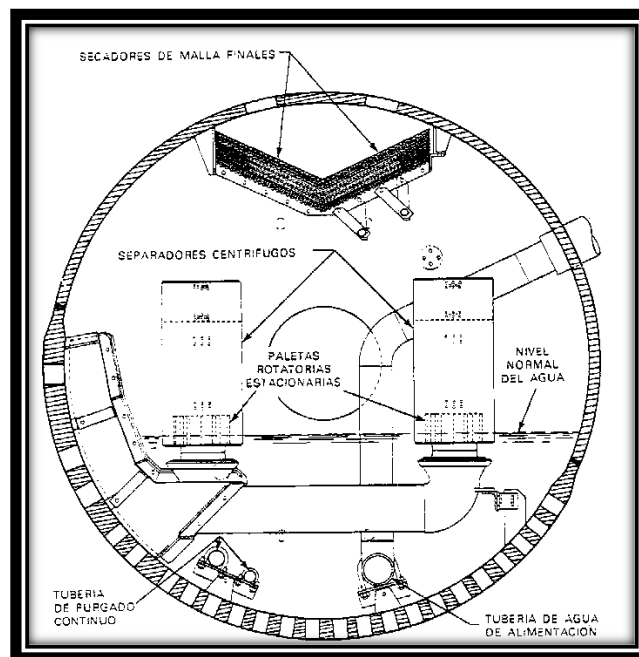 SECADORES DE MALLA FINALES
SEPARADORES CENTRIFUGOS
PALETAS
ROTATORIAS
ESTACIONARIAS
NIVEL
NORMAL
DEL AGUA
TUBERIA
DE PURGADO
CONTINUO
TUBERIA DE AGUA
DE ALIMENTACIÓN